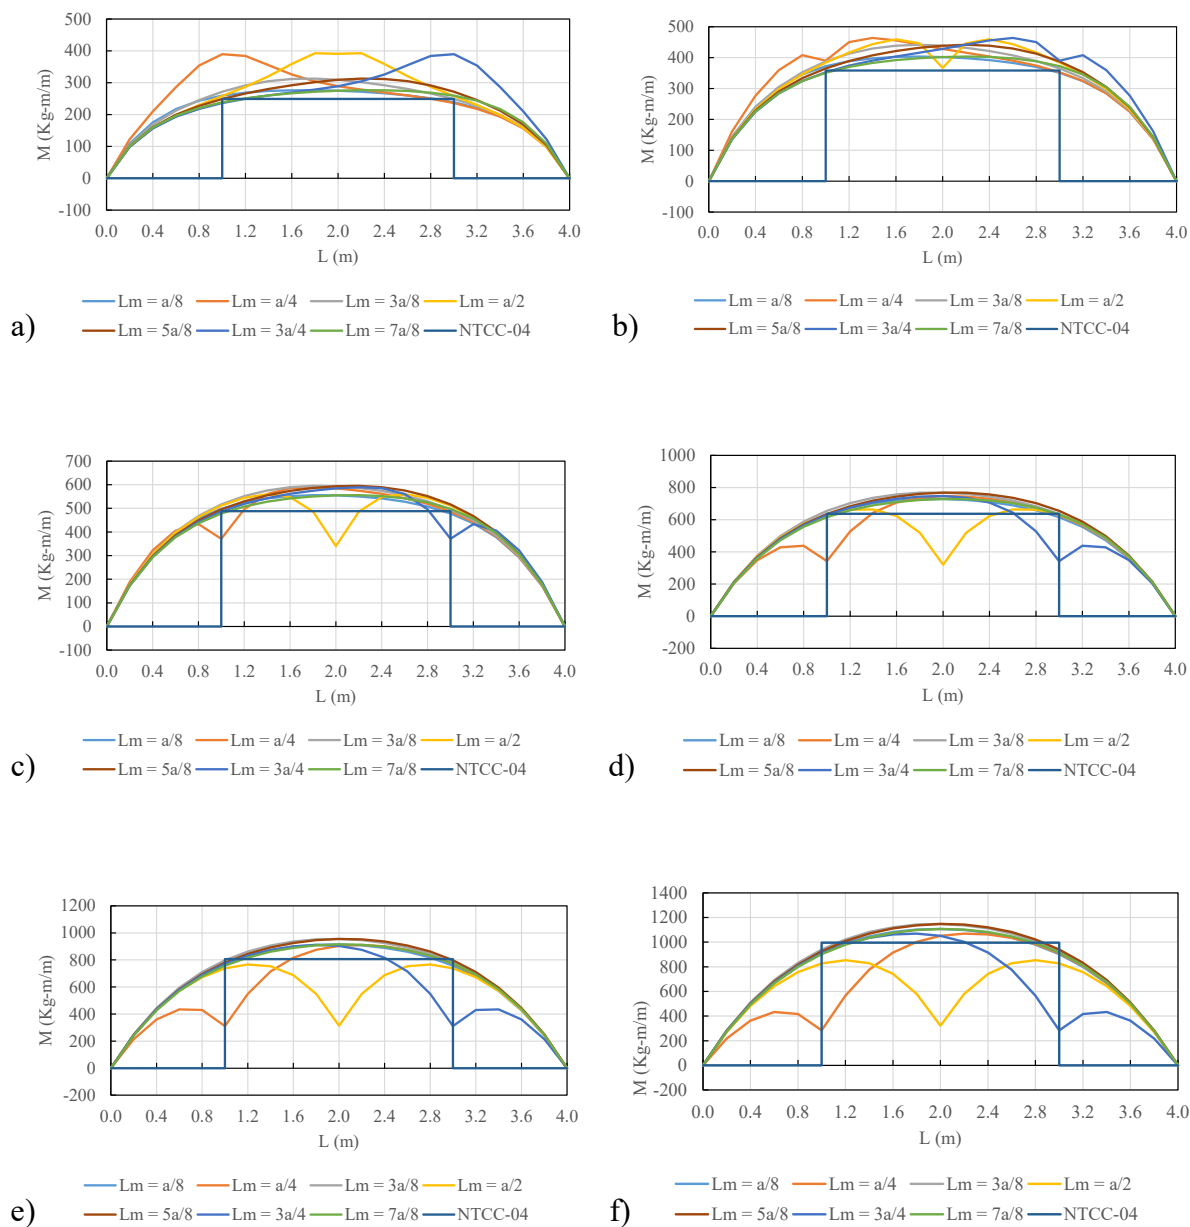 500
400
300
200
100
0
-100
M (Kg-m/m)
0.0 0.4 0.8 1.2 1.6 2.0 2.4 2.8 3.2 3.6 4.0
L (m)
Lm = a/8 Lm = a/4 Lm = 3a/8 Lm = a/2
Lm = 5a/8 Lm = 3a/4 Lm = 7a/8 NTCC-04
a)
500
400
300
200
100
0
-100
M (Kg-m/m)
0.0 0.4 0.8 1.2 1.6 2.0 2.4 2.8 3.2 3.6 4.0
L (m)
Lm = a/8 Lm = a/4 Lm = 3a/8 Lm = a/2
Lm = 5a/8 Lm = 3a/4 Lm = 7a/8 NTCC-04
b)
700
600
500
400
300
200
100
0
-100
M (Kg-m/m)
0.0 0.4 0.8 1.2 1.6 2.0 2.4 2.8 3.2 3.6 4.0
L (m)
Lm = a/8 Lm = a/4 Lm = 3a/8 Lm = a/2
Lm = 5a/8 Lm = 3a/4 Lm = 7a/8 NTCC-04
c)
1000
800
600
400
200
0
-200
M (Kg-m/m)
0.0 0.4 0.8 1.2 1.6 2.0 2.4 2.8 3.2 3.6 4.0
L (m)
Lm = a/8 Lm = a/4 Lm = 3a/8 Lm = a/2
Lm = 5a/8 Lm = 3a/4 Lm = 7a/8 NTCC-04
d)
1200
1000
800
600
400
200
0
-200
M (Kg-m/m)
0.0 0.4 0.8 1.2 1.6 2.0 2.4 2.8 3.2 3.6 4.0
L (m)
Lm = a/8 Lm = a/4 Lm = 3a/8 Lm = a/2
Lm = 5a/8 Lm = 3a/4 Lm = 7a/8 NTCC-04
e)
1400
1200
1000
800
600
400
200
0
-200
M (Kg-m/m)
0.0 0.4 0.8 1.2 1.6 2.0 2.4 2.8 3.2 3.6 4.0
L (m)
Lm = a/8 Lm = a/4 Lm = 3a/8 Lm = a/2
Lm = 5a/8 Lm = 3a/4 Lm = 7a/8 NTCC-04
f)